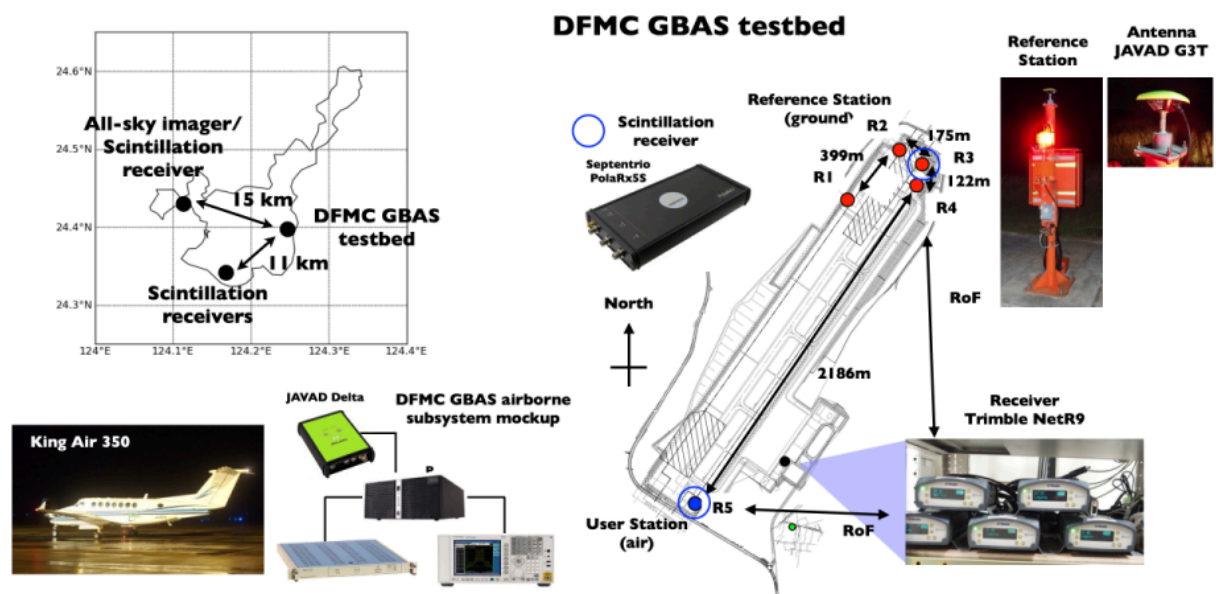 DFMC GBAS testbed
24.6°N
24.5°N
24.4°N
24.3°N
124°E
124.1°E
124.2°E
124.3°E
124.4°E
All-sky imager/
Scintillation
receiver
15 km
DFMC GBAS
testbed
11 km
Scintillation
receivers
Scintillation
receiver
Septentrio
PolaRx5S
Reference Station
(ground)
R2
175m
R3
399m
R1
122m
R4
Reference
Station
Antenna
JAVAD G3T
North
RoF
2186m
Receiver
Trimble NetR9
R5
User Station
(air)
RoF
King Air 350
JAVAD Delta
DFMC GBAS airborne
subsystem mockup
P